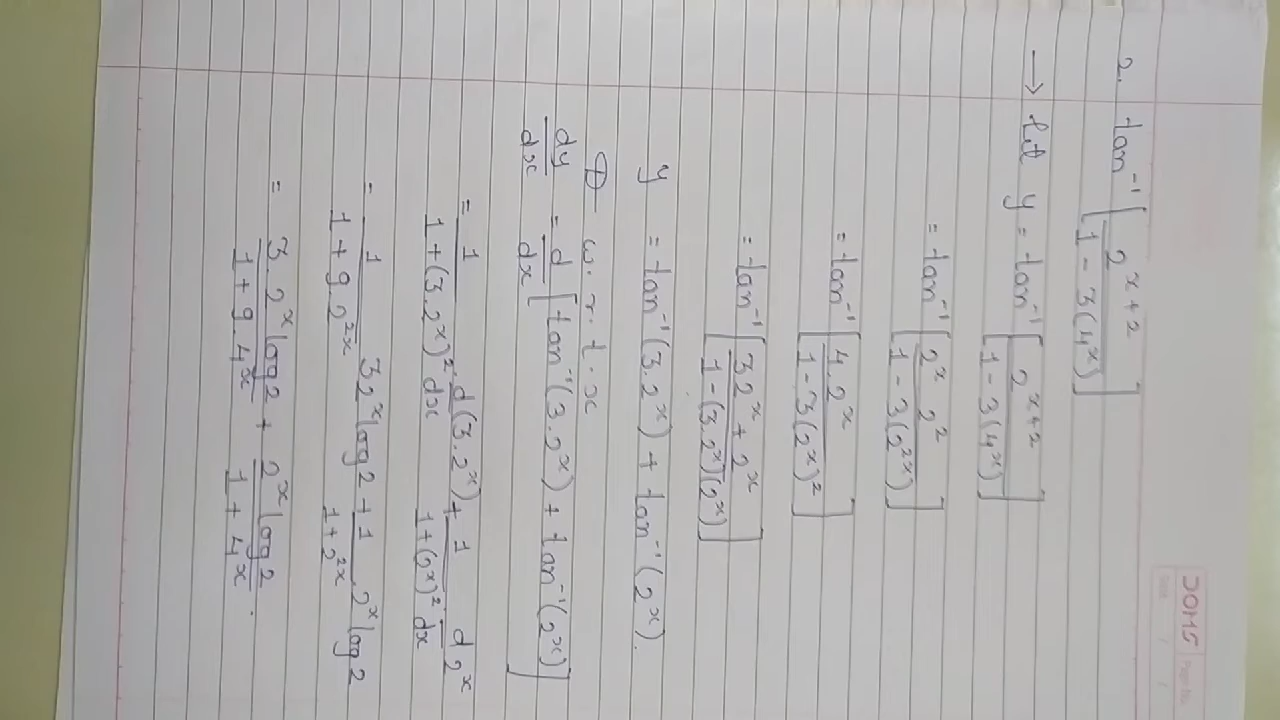 DOMS
Page No.
Date / /
2. tan⁻¹ [ 2^(x+2) / 1 - 3(4^x) ]
→ Let y = tan⁻¹ [ 2^(x+2) / 1 - 3(4^x) ]
= tan⁻¹ [ 2^x 2^2 / 1 - 3(2^(2x)) ]
= tan⁻¹ [ 4.2^x / 1 - 3(2^x)² ]
= tan⁻¹ [ 3 2^x + 2^x / 1 - (3.2^x)(2^x) ]
y = tan⁻¹(3.2^x) + tan⁻¹(2^x).
D w.r.t.x
dy/dx = d/dx [ tan⁻¹(3.2^x) + tan⁻¹(2^x) ]
= 1 / 1 + (3.2^x)² . d/dx (3.2^x) + 1 / 1 + (2^x)² d/dx 2^x
= 1 / 1 + 9.2^(2x) 3 2^x log 2 + 1 / 1 + 2^(2x) 2^x log 2
= 3.2^x log 2 / 1 + 9.4^x + 2^x log 2 / 1 + 4^x .